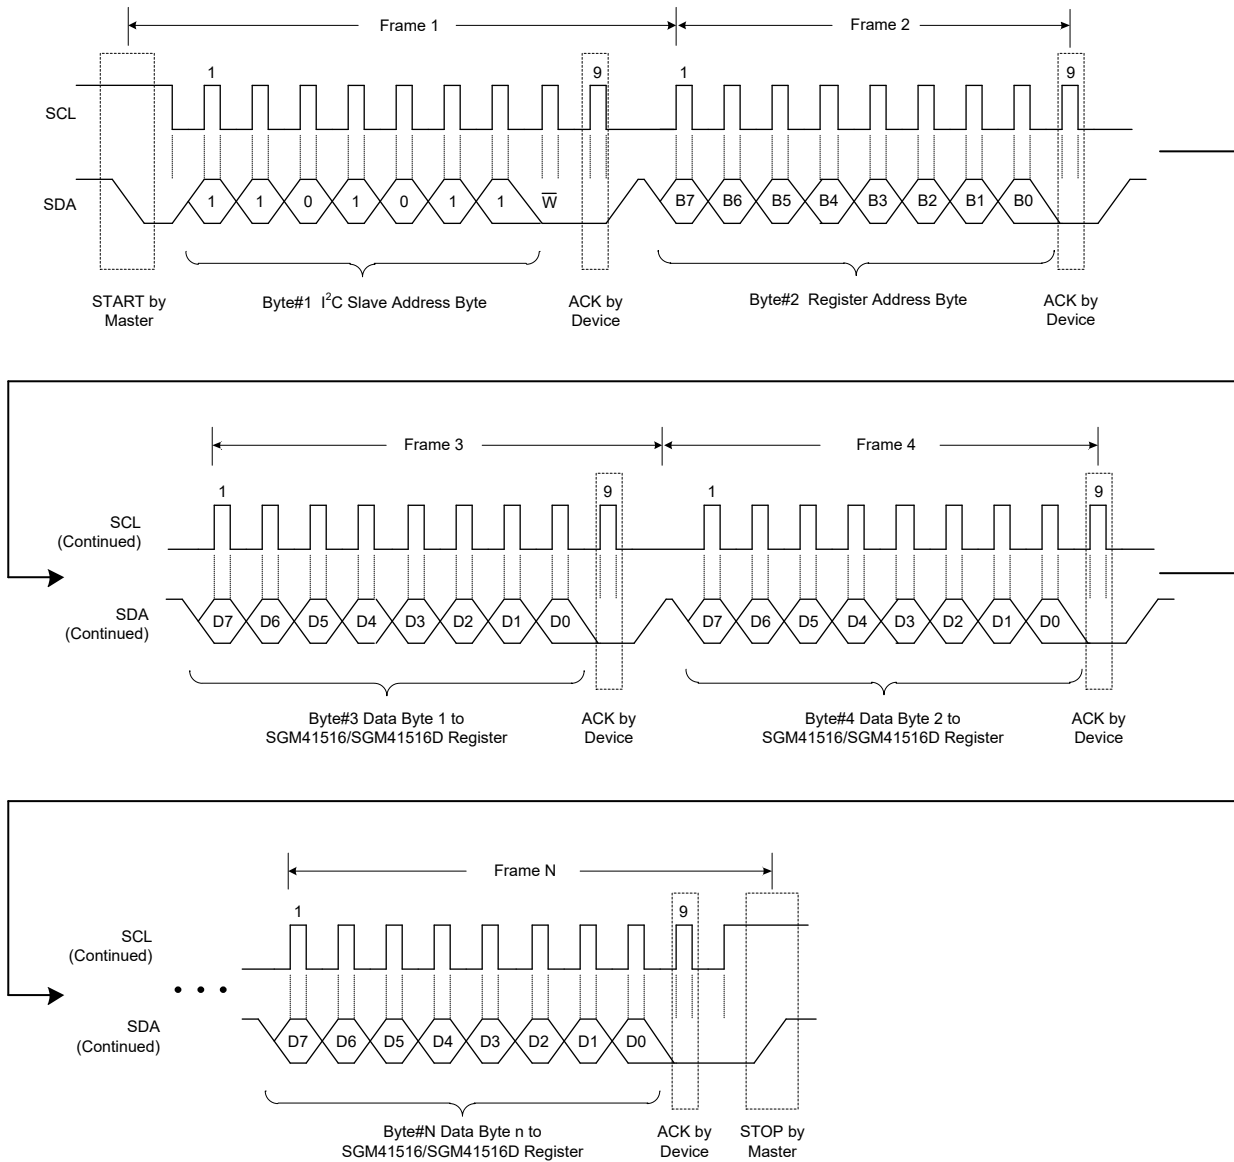 Frame 1
Frame 2
1 9 1 9
SCL
SDA
1 1 0 1 0 1 1 W̅ B7 B6 B5 B4 B3 B2 B1 B0
START by
Master
Byte#1 I²C Slave Address Byte
ACK by
Device
Byte#2 Register Address Byte
ACK by
Device
Frame 3
Frame 4
1 9 1 9
SCL
(Continued)
SDA
(Continued)
D7 D6 D5 D4 D3 D2 D1 D0 D7 D6 D5 D4 D3 D2 D1 D0
Byte#3 Data Byte 1 to
SGM41516/SGM41516D Register
ACK by
Device
Byte#4 Data Byte 2 to
SGM41516/SGM41516D Register
ACK by
Device
Frame N
1 9
SCL
(Continued)
• • •
SDA
(Continued)
D7 D6 D5 D4 D3 D2 D1 D0
Byte#N Data Byte n to
SGM41516/SGM41516D Register
ACK by
Device
STOP by
Master